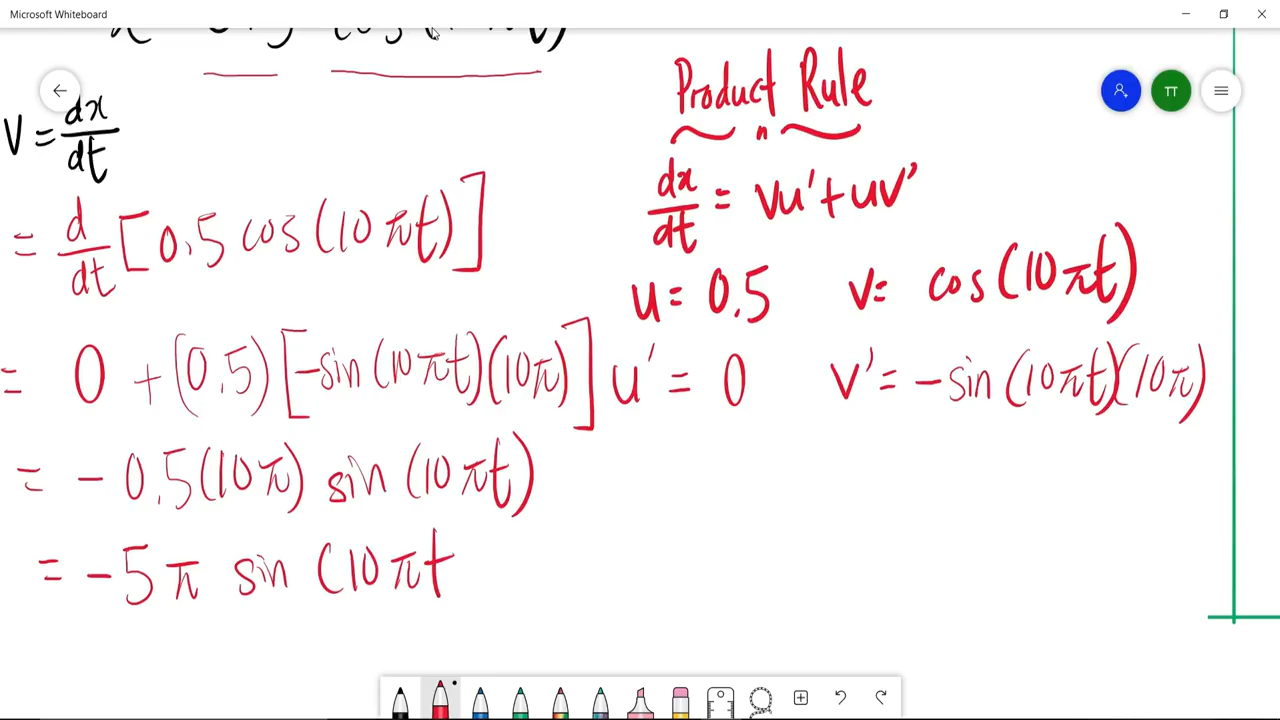 Microsoft Whiteboard
V = dx/dt
= d/dt [0.5 cos (10πt)]
= 0 + (0.5) [-sin (10πt)(10π)]
= - 0.5 (10π) sin (10πt)
= - 5π sin (10πt
Product Rule
dx/dt = vu' + uv'
u = 0.5 v = cos (10πt)
u' = 0 v' = -sin (10πt)(10π)
TT